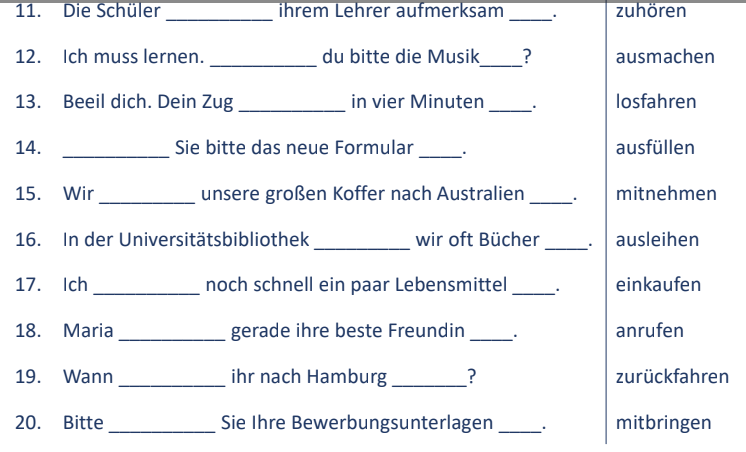 11. Die Schüler __________ ihrem Lehrer aufmerksam ____. zuhören
12. Ich muss lernen. __________ du bitte die Musik____? ausmachen
13. Beeil dich. Dein Zug __________ in vier Minuten ____. losfahren
14. __________ Sie bitte das neue Formular ____. ausfüllen
15. Wir _________ unsere großen Koffer nach Australien ____. mitnehmen
16. In der Universitätsbibliothek _________ wir oft Bücher ____. ausleihen
17. Ich __________ noch schnell ein paar Lebensmittel ____. einkaufen
18. Maria __________ gerade ihre beste Freundin ____. anrufen
19. Wann __________ ihr nach Hamburg _______? zurückfahren
20. Bitte __________ Sie Ihre Bewerbungsunterlagen ____. mitbringen